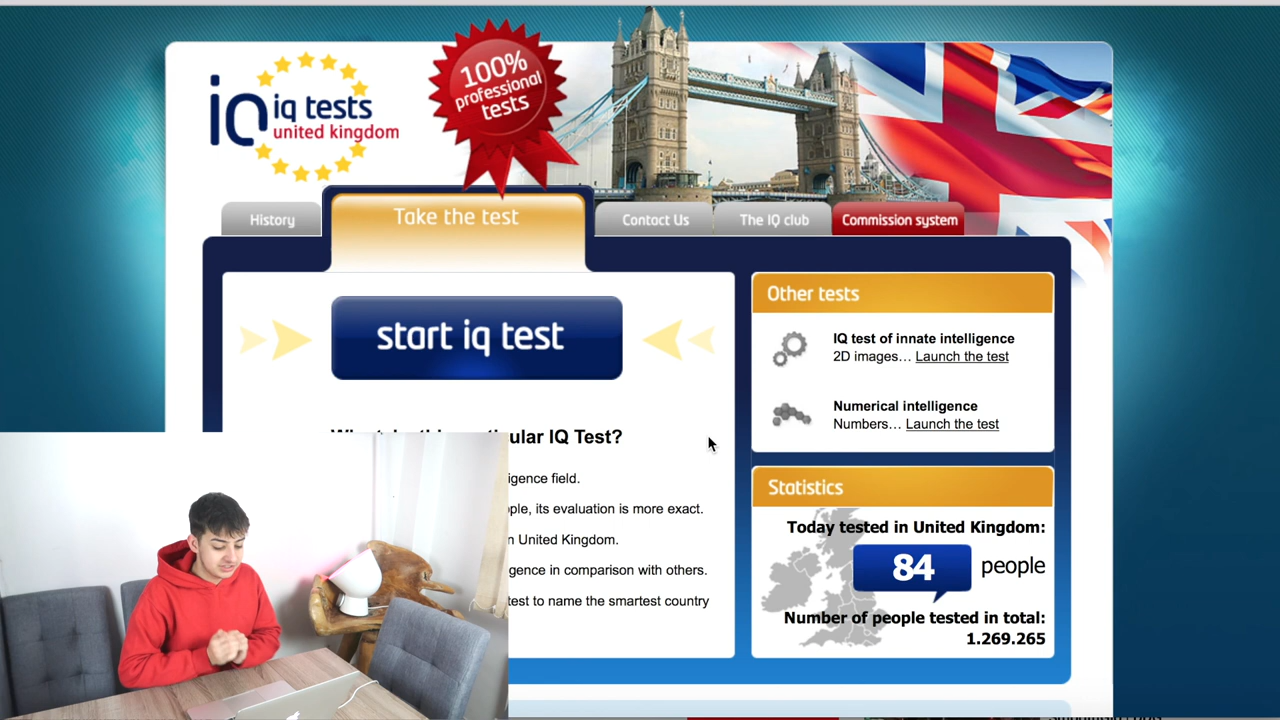 iq
iq tests
united kingdom
100%
professional
tests
History
Take the test
Contact Us
The IQ club
Commission system
start iq test
Other tests
IQ test of innate intelligence
2D images… Launch the test
Numerical intelligence
Numbers… Launch the test
Statistics
Today tested in United Kingdom:
84 people
Number of people tested in total:
1.269.265
IQ Test?
field.
its evaluation is more exact.
United Kingdom.
in comparison with others.
test to name the smartest country